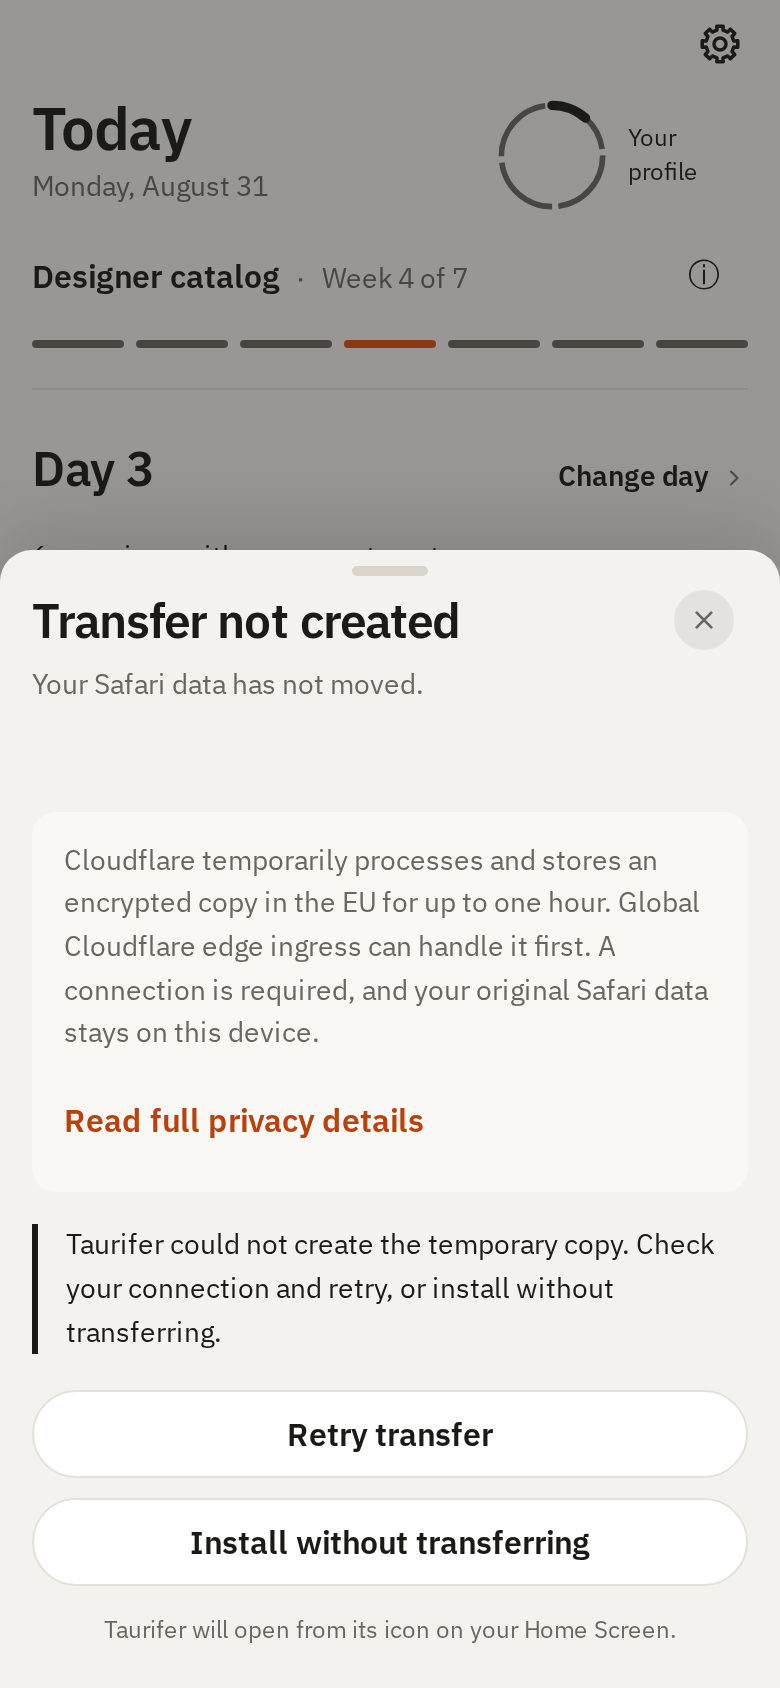 Today
Monday, August 31
Your
profile
Designer catalog · Week 4 of 7
Day 3
Change day
Transfer not created
Your Safari data has not moved.
Cloudflare temporarily processes and stores an
encrypted copy in the EU for up to one hour. Global
Cloudflare edge ingress can handle it first. A
connection is required, and your original Safari data
stays on this device.
Read full privacy details
Taurifer could not create the temporary copy. Check
your connection and retry, or install without
transferring.
Retry transfer
Install without transferring
Taurifer will open from its icon on your Home Screen.